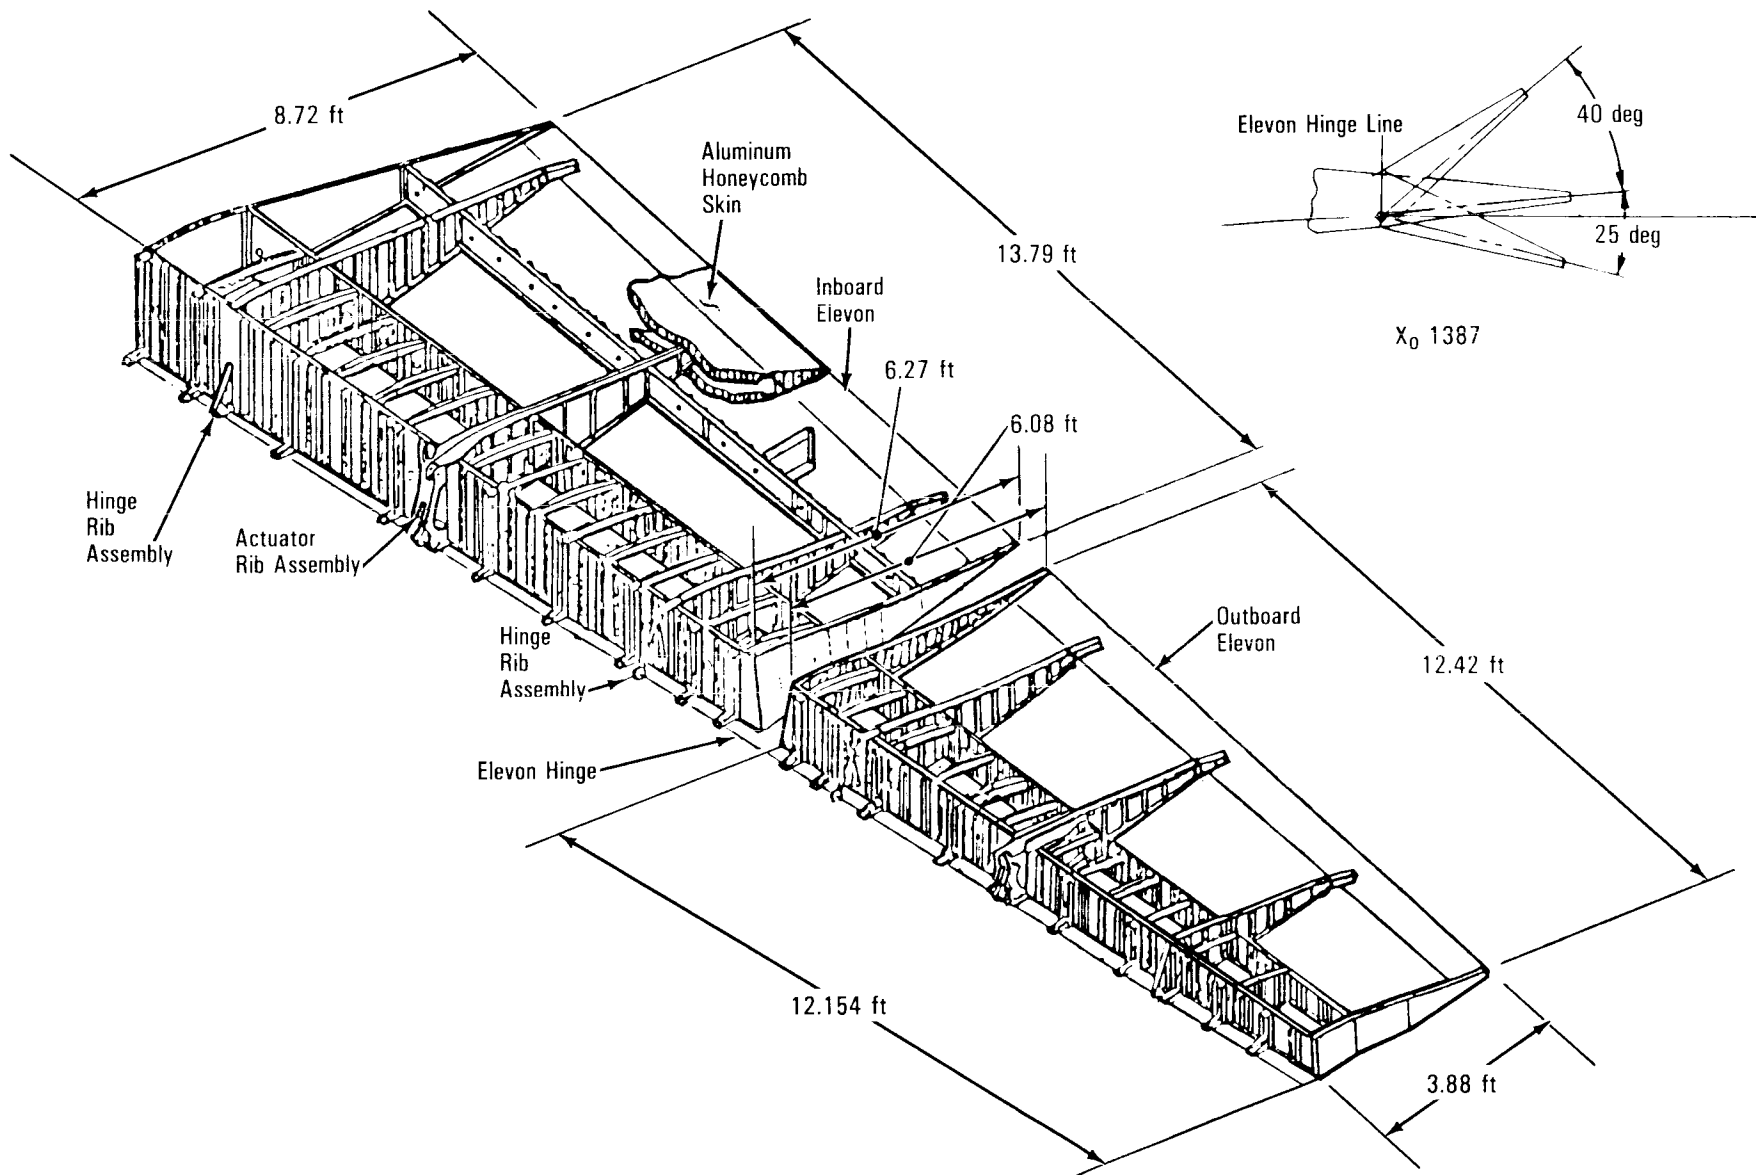 8.72 ft
Aluminum
Honeycomb
Skin
Elevon Hinge Line
40 deg
25 deg
13.79 ft
Inboard
Elevon
X₀ 1387
6.27 ft
6.08 ft
Hinge
Rib
Assembly
Actuator
Rib Assembly
Hinge
Rib
Assembly
Outboard
Elevon
12.42 ft
Elevon Hinge
12.154 ft
3.88 ft